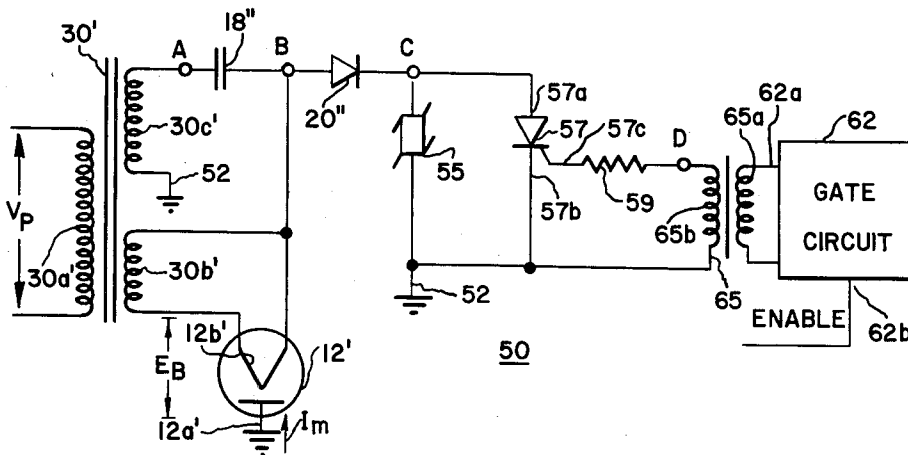 30'
A
18"
B
20"
C
30c'
52
VP
30a'
30b'
EB
12b'
12'
12a'
Im
55
57a
57
57c
57b
59
D
52
50
65b
65
65a
62a
62
GATE
CIRCUIT
ENABLE
62b